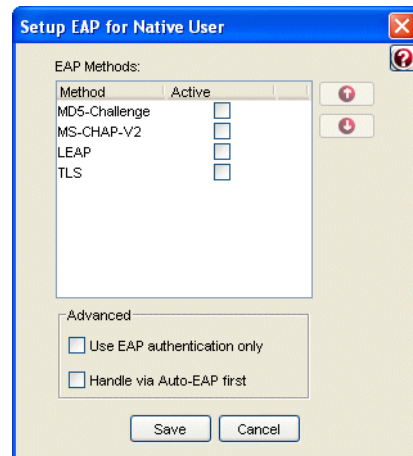 Setup EAP for Native User
EAP Methods:
Method Active
MD5-Challenge
MS-CHAP-V2
LEAP
TLS
Advanced
Use EAP authentication only
Handle via Auto-EAP first
Save Cancel